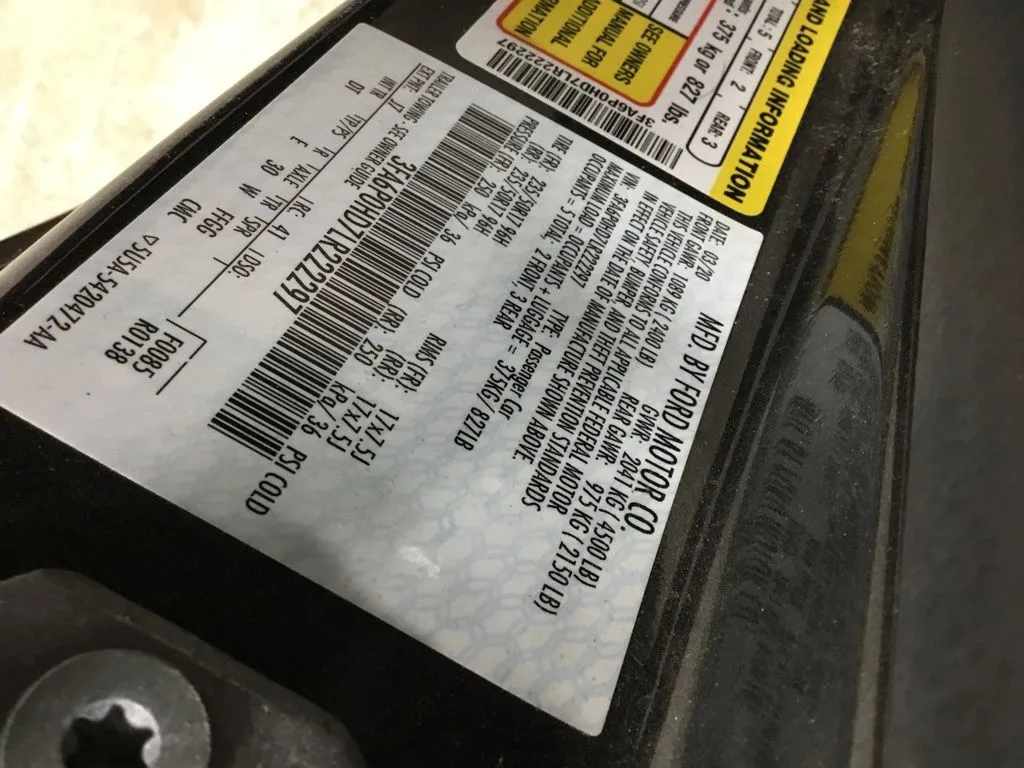 AND LOADING INFORMATION
TOTAL: 5 FRONT: 2 REAR: 3
375 kg or 827 lbs.
SEE OWNERS
MANUAL FOR
ADDITIONAL
3FA6P0HD7LR222297
MFD. BY FORD MOTOR CO.
DATE: 02/20 GVWR: 2041 KG ( 4500 LB)
FRONT GAWR: 1089 KG ( 2400 LB) REAR GAWR: 975 KG ( 2150 LB)
THIS VEHICLE CONFORMS TO ALL APPLICABLE FEDERAL MOTOR
VEHICLE SAFETY BUMPER, AND THEFT PREVENTION STANDARDS
IN EFFECT ON THE DATE OF MANUFACTURE SHOWN ABOVE.
VIN: 3FA6P0HD7LR222297 TYPE: Passenger Car
MAXIMUM LOAD = OCCUPANTS + LUGGAGE = 375KG/827LB
OCCUPANTS = 5 TOTAL: 2 FRONT, 3 REAR
TIRE (FR): 235/50R17 96H RIMS (FR): 17x7.5J
(RR): 235/50R17 96H (RR): 17x7.5J
PRESSURE (FR): 250 kPa/36 PSI COLD (RR): 250 kPa/36 PSI COLD
3FA6P0HD7LR222297
TRAILER TOWING: SEE OWNER GUIDE
EXT PNT: J7 RC: 41 DSO:
INT TR TP/PS R AXLE TR SPR
DT E 30 W FFGG
CMC
F0085
R0138
▽5U5A-5420472-AA